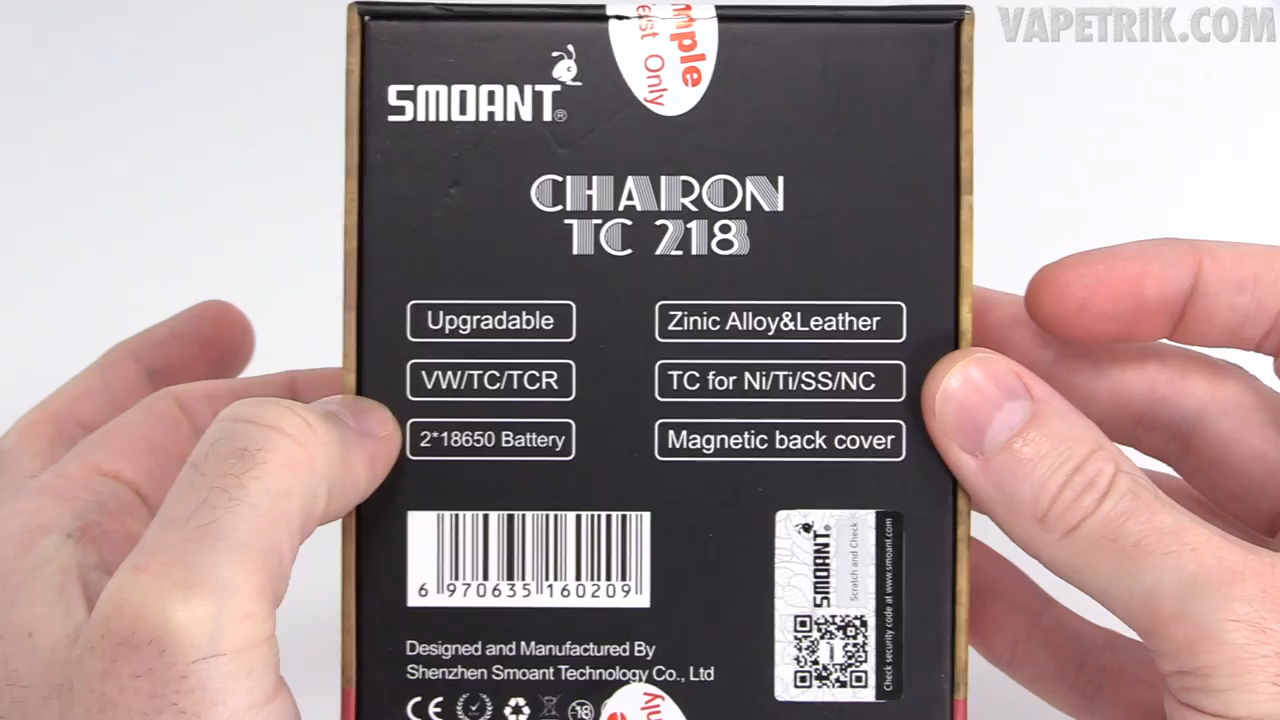 VAPETRIK.COM
mple
est Only
SMOANT®
CHARON
TC 218
Upgradable
Zinic Alloy&Leather
VW/TC/TCR
TC for Ni/Ti/SS/NC
2*18650 Battery
Magnetic back cover
6 970635 160209
SMOANT
Scratch and Check
Check security code at www.smoant.com
Designed and Manufactured By
Shenzhen Smoant Technology Co., Ltd
CE
-18
nly